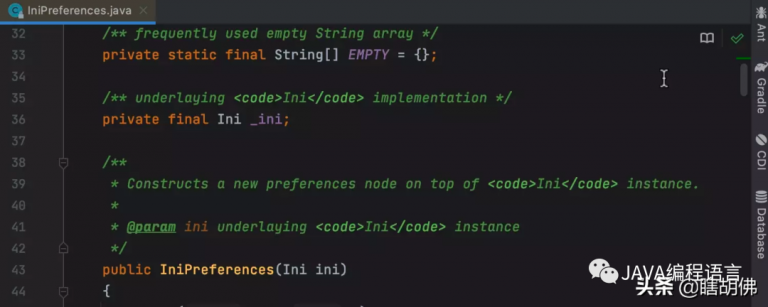 IniPreferences.java
32 /** frequently used empty String array */
33 private static final String[] EMPTY = {};
34
35 /** underlaying <code>Ini</code> implementation */
36 private final Ini _ini;
37
38 /**
39 * Constructs a new preferences node on top of <code>Ini</code> instance.
40 *
41 * @param ini underlaying <code>Ini</code> instance
42 */
43 public IniPreferences(Ini ini)
44 {
Ant
Gradle
CDI
Database
JAVA编程语言
头条 @瞎胡佛